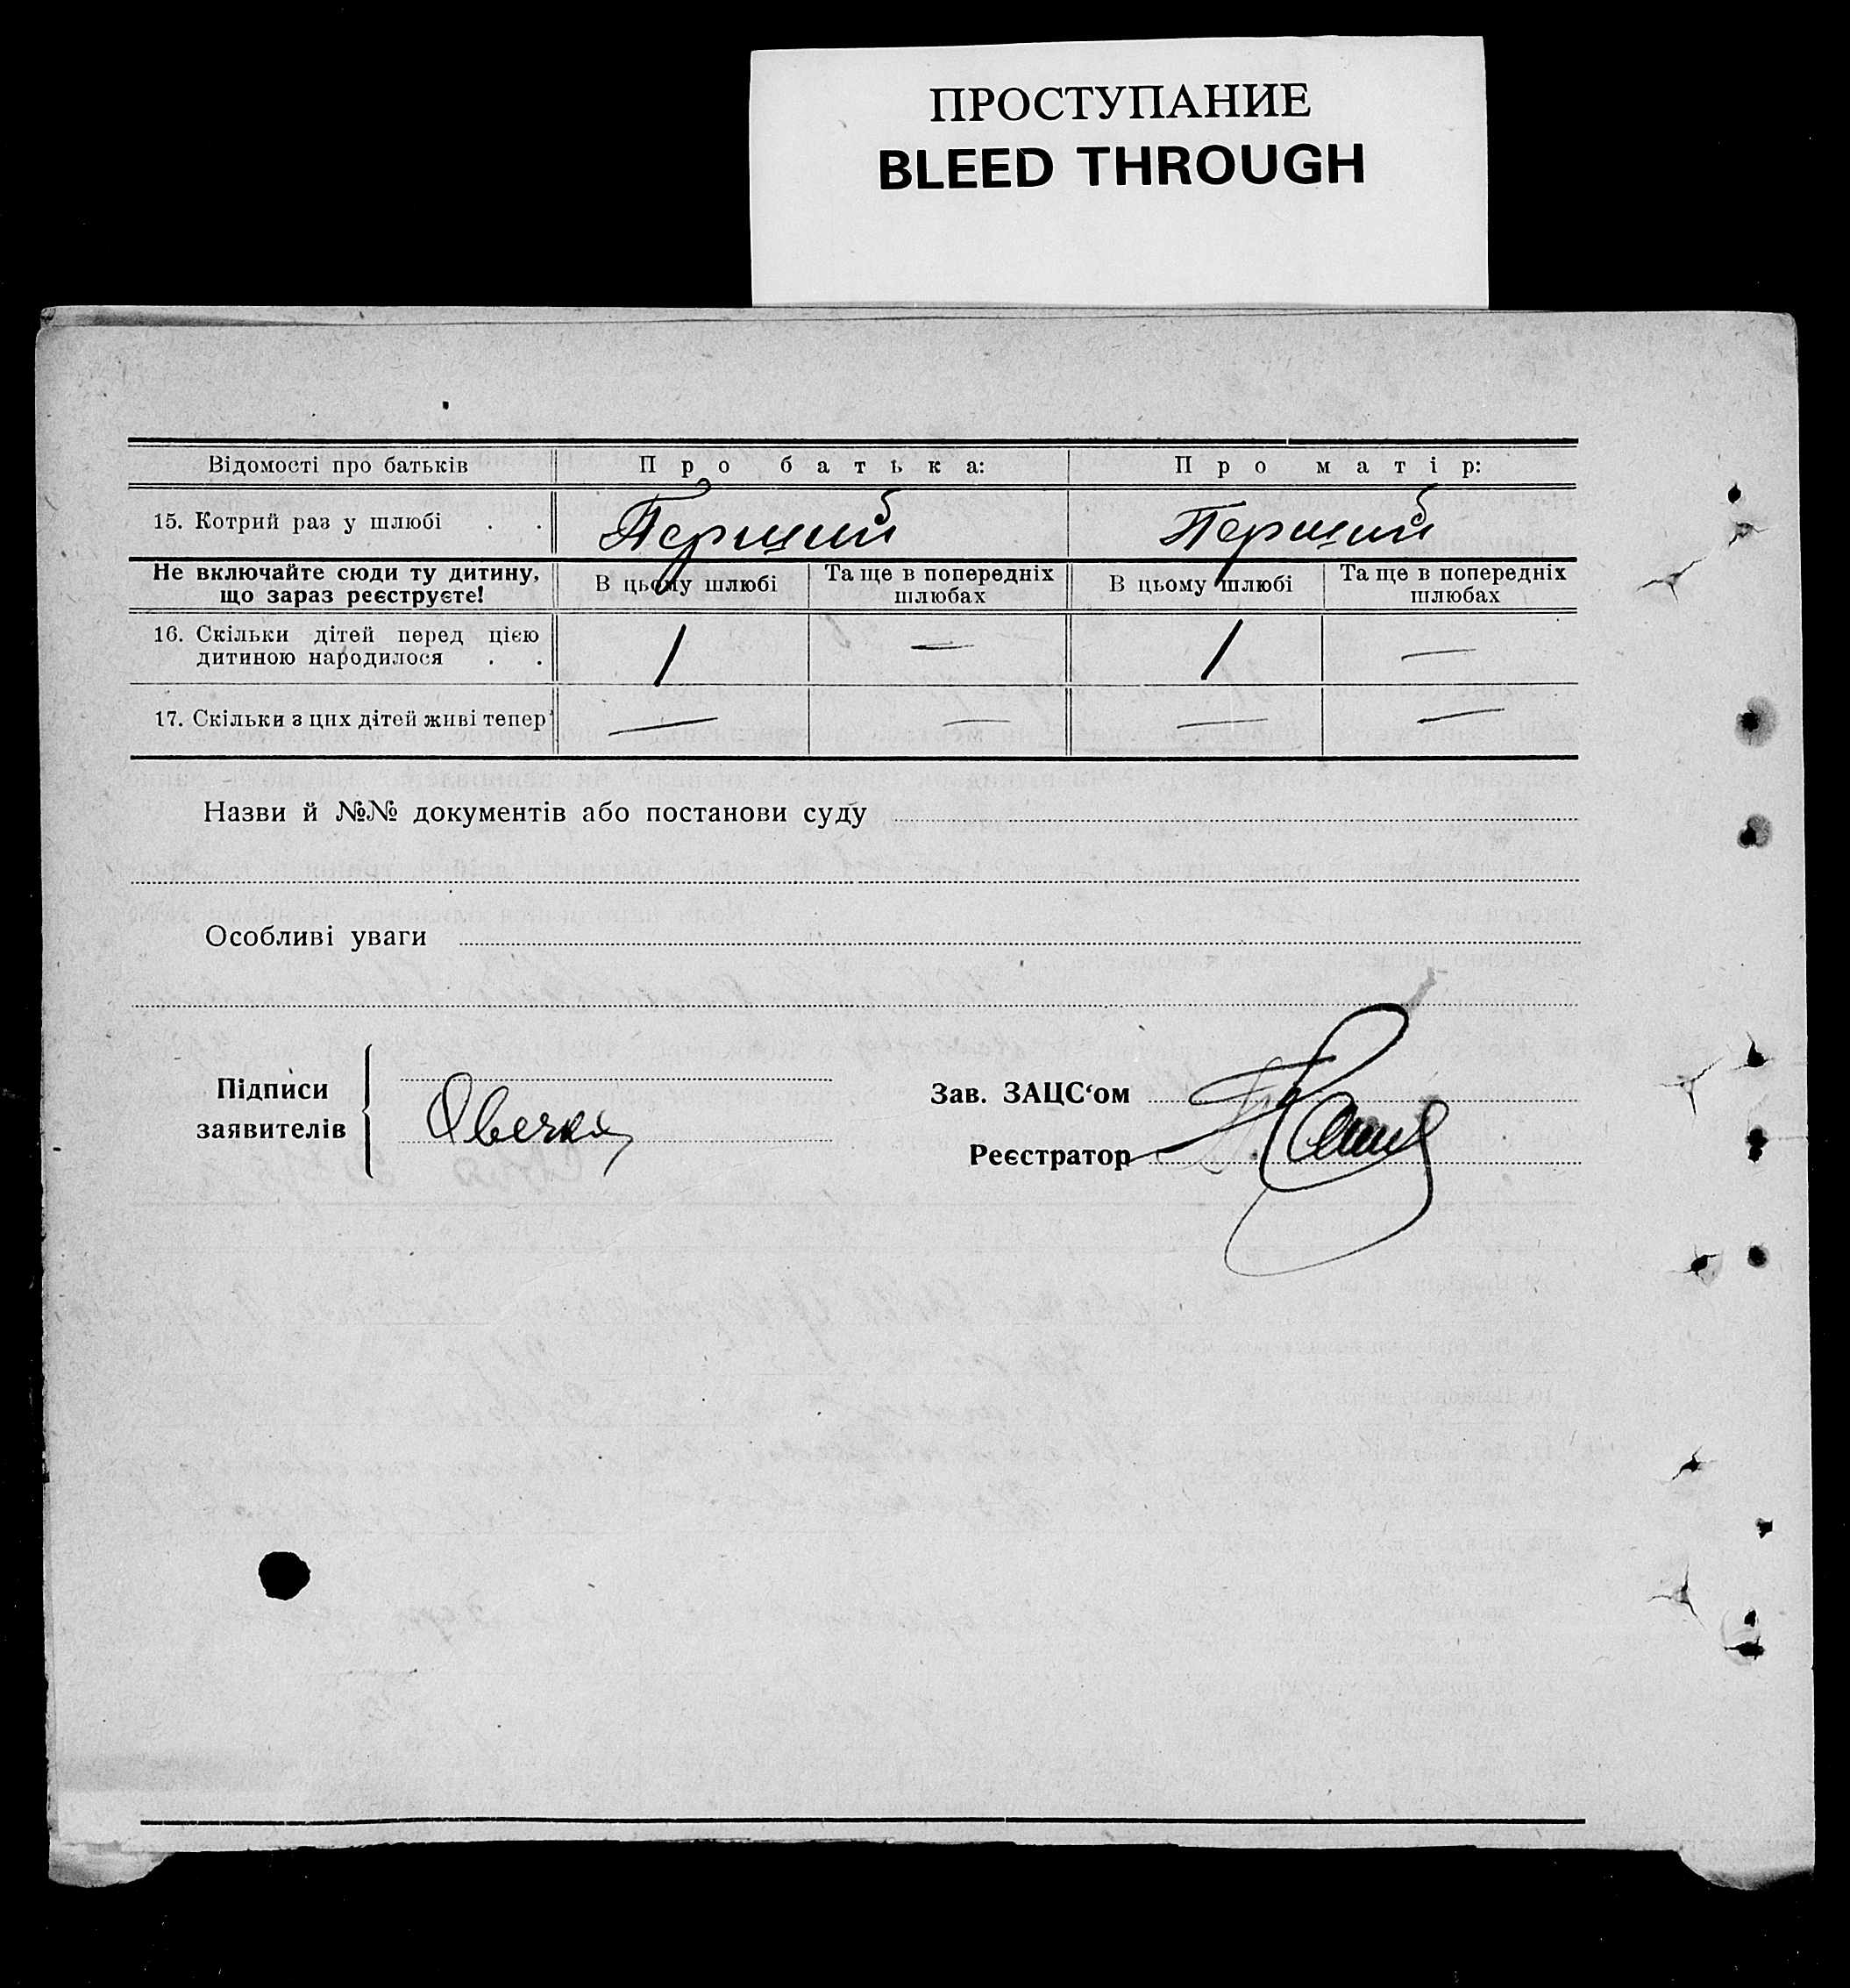 ПРОСТУПАНИЕ
BLEED THROUGH
Відомості про батьків Про батька: Про матір:
15. Котрий раз у шлюбі . . Перший Перший
Не включайте сюди ту дитину, що зараз реєструєте! В цьому шлюбі Та ще в попередніх шлюбах В цьому шлюбі Та ще в попередніх шлюбах
16. Скільки дітей перед цією
дитиною народилося . . 1 — 1 —
17. Скільки з цих дітей живі тепер — — — —
Назви й №№ документів або постанови суду
Особливі уваги
Підписи
заявителів
Овечко
Зав. ЗАЦС‘ом
Реєстратор